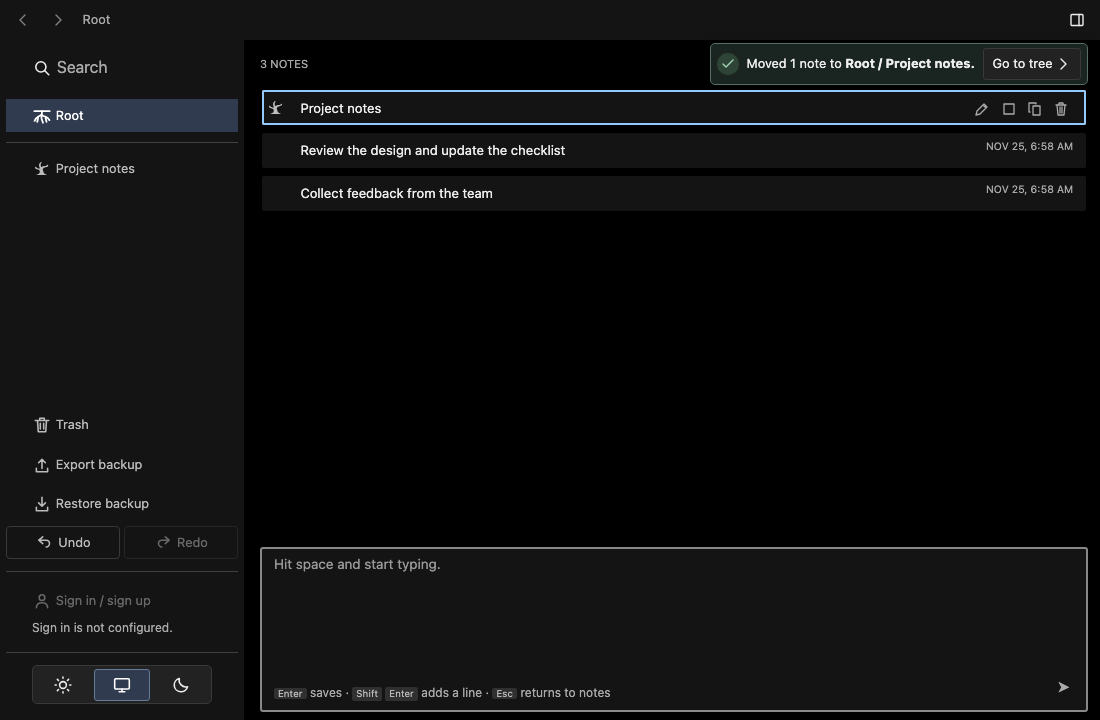 Root
Search
Root
Project notes
Trash
Export backup
Restore backup
Undo
Redo
Sign in / sign up
Sign in is not configured.
3 NOTES
Moved 1 note to Root / Project notes.
Go to tree
Project notes
Review the design and update the checklist
NOV 25, 6:58 AM
Collect feedback from the team
NOV 25, 6:58 AM
Hit space and start typing.
Enter saves · Shift Enter adds a line · Esc returns to notes